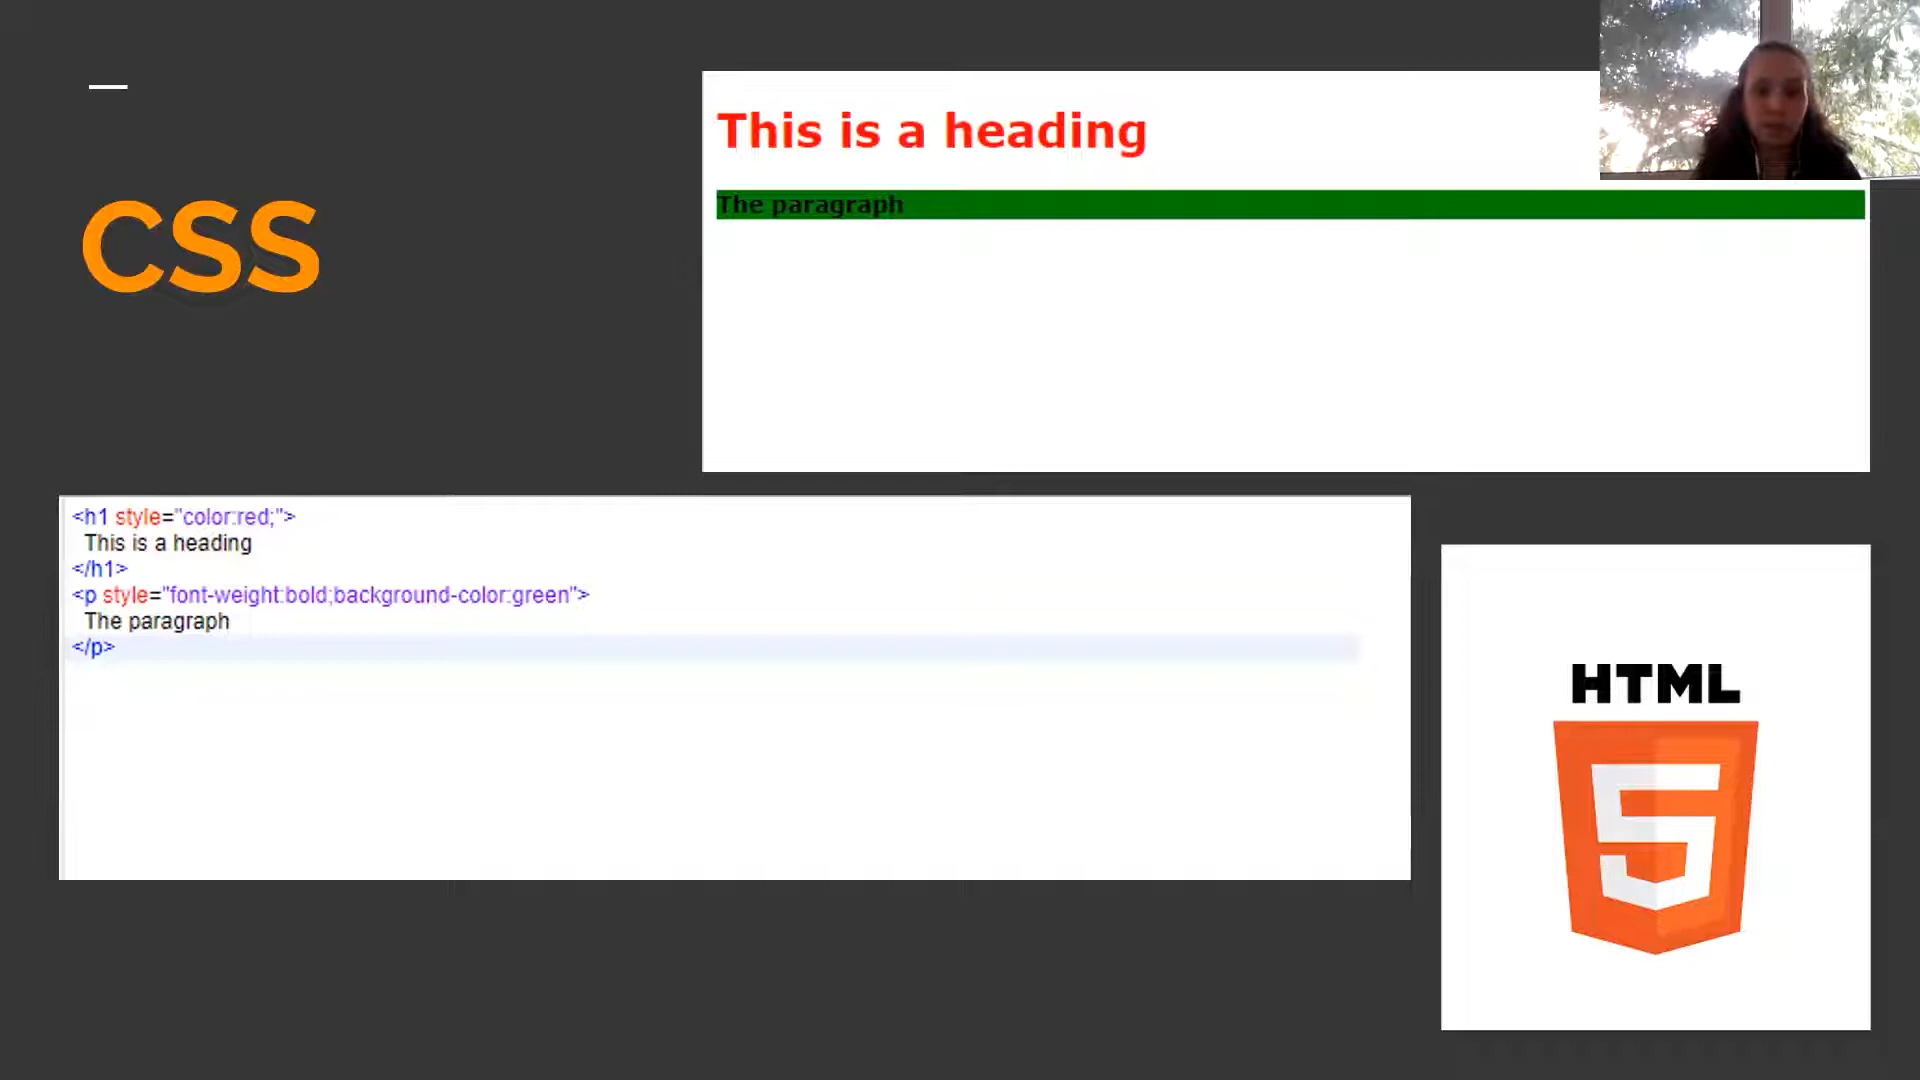 CSS
This is a heading
The paragraph
<h1 style="color:red;">
This is a heading
</h1>
<p style="font-weight:bold;background-color:green">
The paragraph
</p>
HTML
5